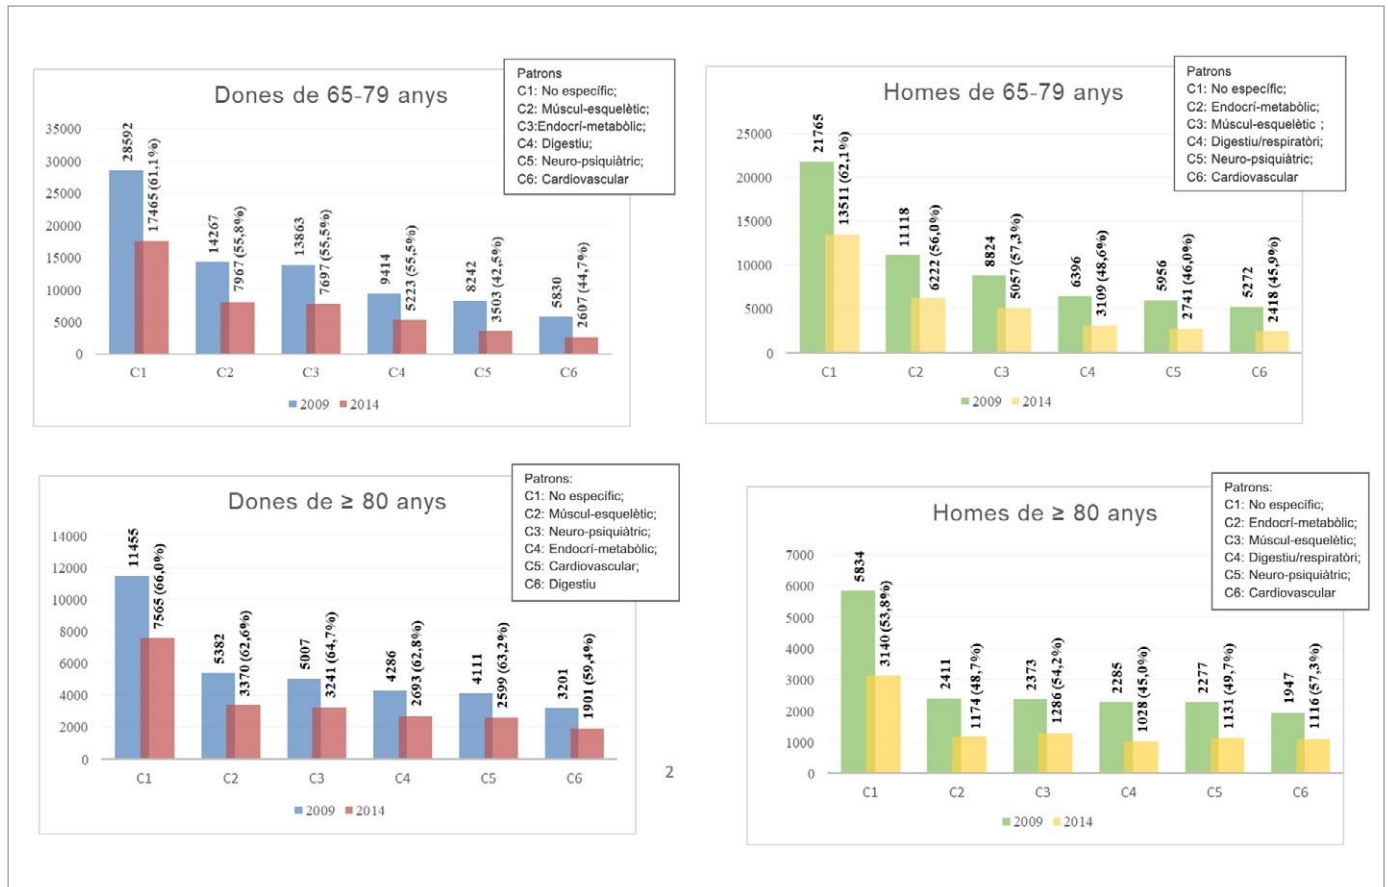 Dones de 65-79 anys
Patrons
C1: No específic;
C2: Múscul-esquelètic;
C3:Endocrí-metabòlic;
C4: Digestiu;
C5: Neuro-psiquiàtric;
C6: Cardiovascular
35000
30000
25000
20000
15000
10000
5000
0
28592
17465 (61,1%)
14267
7967 (55,8%)
13863
7697 (55,5%)
9414
5223 (55,5%)
8242
3503 (42,5%)
5830
2607 (44,7%)
C1 C2 C3 C4 C5 C6
2009 2014
Homes de 65-79 anys
Patrons
C1: No específic;
C2: Endocrí-metabòlic;
C3: Múscul-esquelètic ;
C4: Digestiu/respiratòri;
C5: Neuro-psiquiàtric;
C6: Cardiovascular
25000
20000
15000
10000
5000
0
21765
13511 (62,1%)
11118
6222 (56,0%)
8824
5057 (57,3%)
6396
3109 (48,6%)
5956
2741 (46,0%)
5272
2418 (45,9%)
C1 C2 C3 C4 C5 C6
2009 2014
Dones de ≥ 80 anys
Patrons:
C1: No específic;
C2: Múscul-esquelètic;
C3: Neuro-psiquiàtric;
C4: Endocrí-metabòlic;
C5: Cardiovascular;
C6: Digestiu
14000
12000
10000
8000
6000
4000
2000
0
11455
7565 (66,0%)
5382
3370 (62,6%)
5007
3241 (64,7%)
4286
2693 (62,8%)
4111
2599 (63,2%)
3201
1901 (59,4%)
C1 C2 C3 C4 C5 C6
2009 2014
2
Homes de ≥ 80 anys
Patrons:
C1: No específic;
C2: Endocrí-metabòlic;
C3: Múscul-esquelètic;
C4: Digestiu/respiratòri;
C5: Neuro-psiquiàtric;
C6: Cardiovascular
7000
6000
5000
4000
3000
2000
1000
0
5834
3140 (53,8%)
2411
1174 (48,7%)
2373
1286 (54,2%)
2285
1028 (45,0%)
2277
1131 (49,7%)
1947
1116 (57,3%)
C1 C2 C3 C4 C5 C6
2009 2014